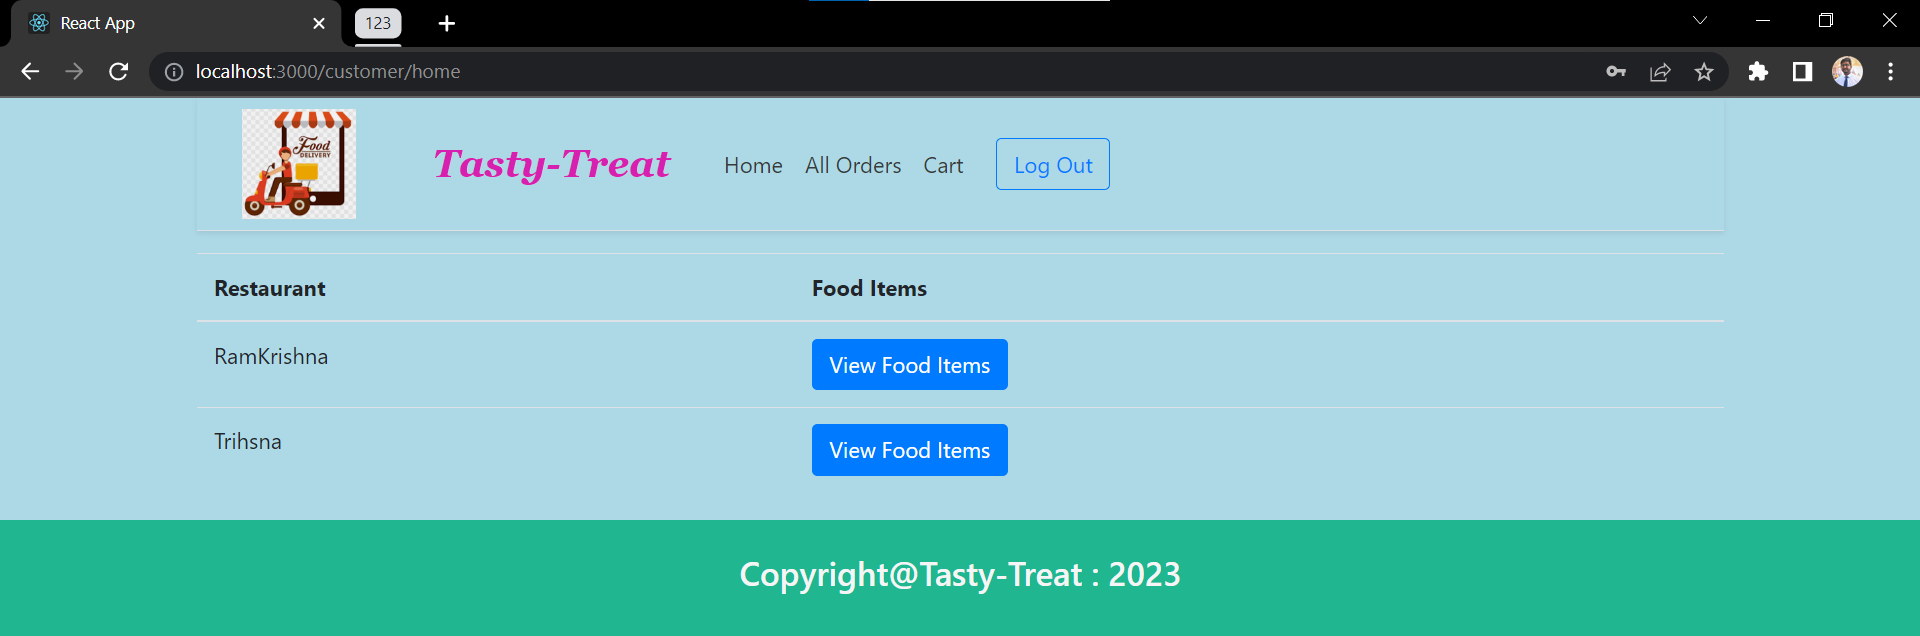 React App
123
localhost:3000/customer/home
Food
DELIVERY
Tasty-Treat
Home All Orders Cart Log Out
Restaurant Food Items
RamKrishna View Food Items
Trihsna View Food Items
Copyright@Tasty-Treat : 2023